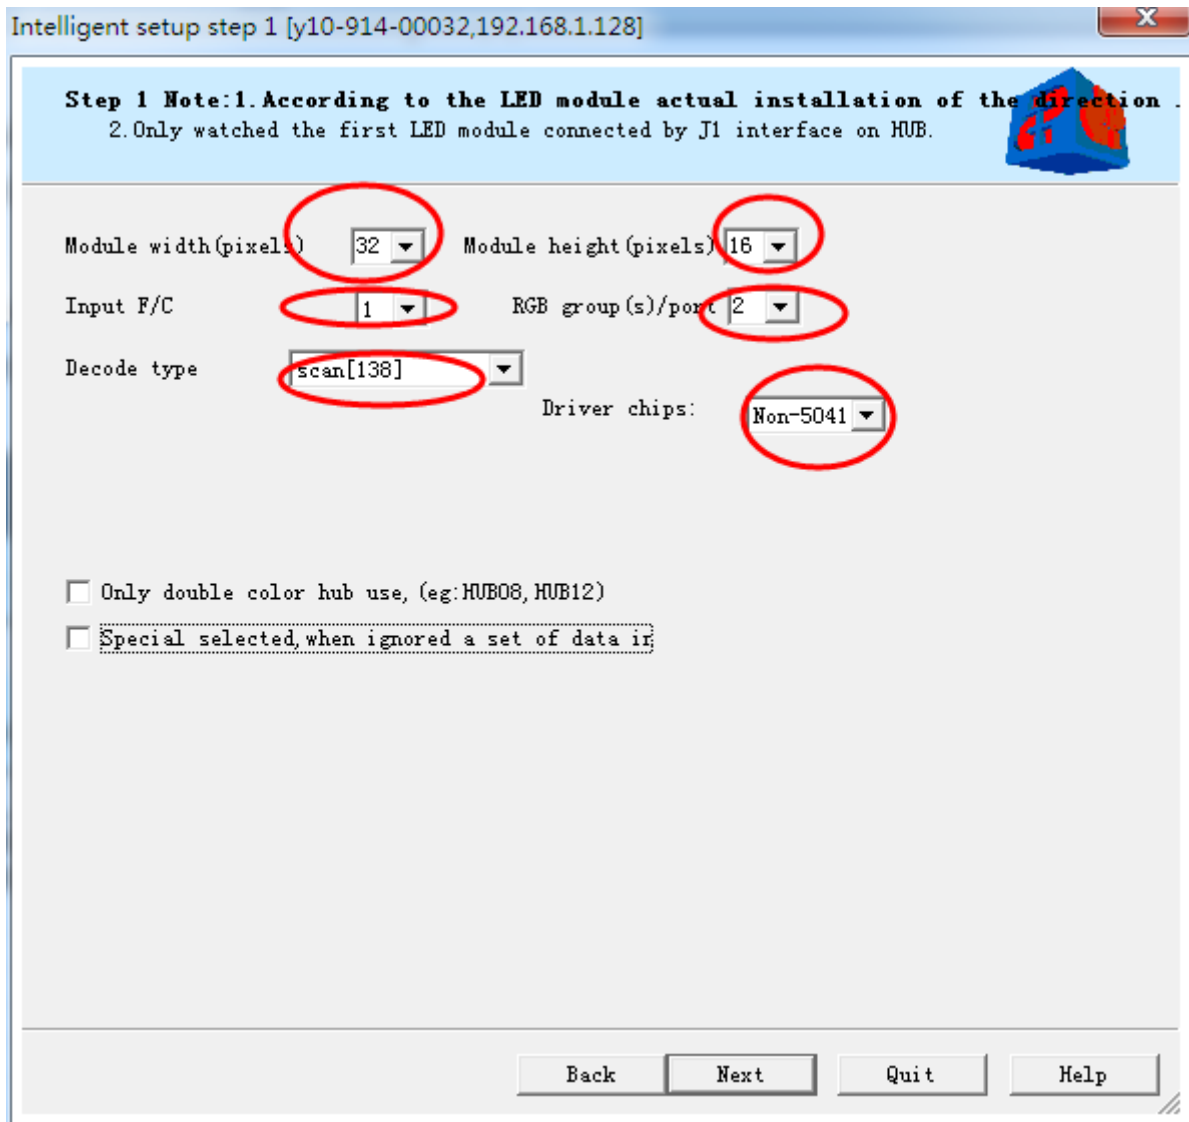 Intelligent setup step 1 [y10-914-00032,192.168.1.128]
Step 1 Note:1.According to the LED module actual installation of the direction .
2.Only watched the first LED module connected by J1 interface on HUB.
Module width(pixels) 32 Module height(pixels) 16
Input F/C 1 RGB group(s)/port 2
Decode type scan[138]
Driver chips: Non-5041
Only double color hub use, (eg:HUB08,HUB12)
Special selected,when ignored a set of data in
Back Next Quit Help